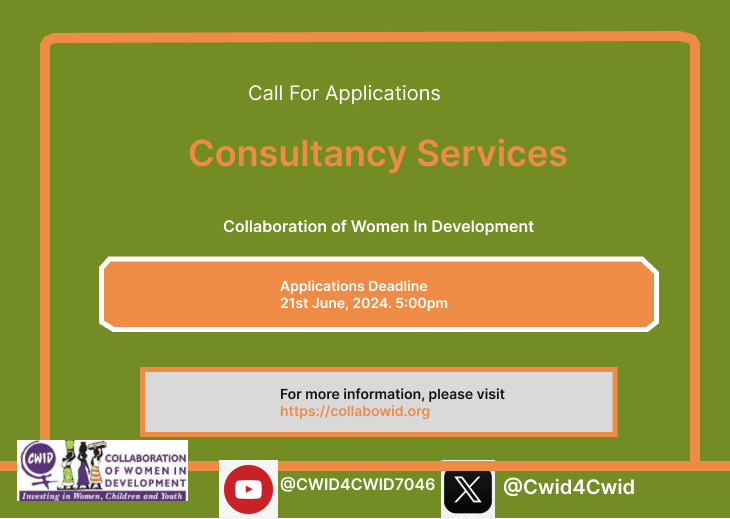 Call For Applications
Consultancy Services
Collaboration of Women In Development
Applications Deadline
21st June, 2024. 5:00pm
For more information, please visit
https://collabowid.org
CWID
COLLABORATION
OF WOMEN IN
DEVELOPMENT
Investing in Women, Children and Youth
@CWID4CWID7046
@Cwid4Cwid